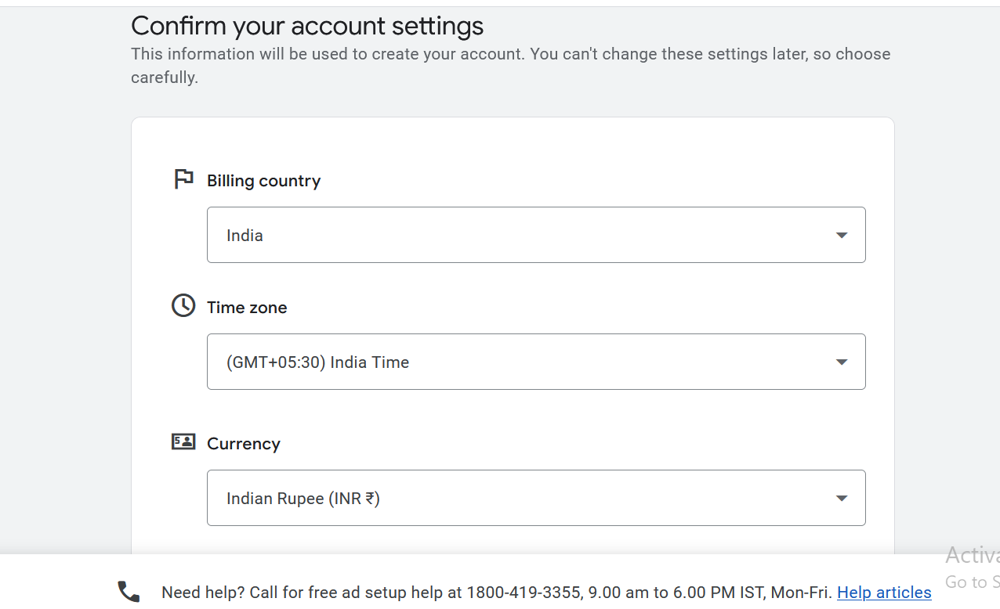 Confirm your account settings
This information will be used to create your account. You can't change these settings later, so choose
carefully.
Billing country
India
Time zone
(GMT+05:30) India Time
Currency
Indian Rupee (INR ₹)
Need help? Call for free ad setup help at 1800-419-3355, 9.00 am to 6.00 PM IST, Mon-Fri. Help articles
Go to